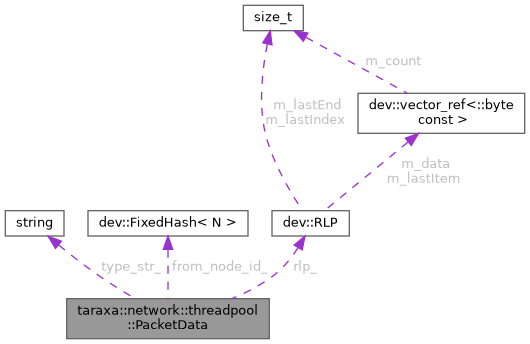 size_t
m_count
m_lastEnd
m_lastIndex
dev::vector_ref<::byte
const >
m_data
m_lastItem
string
dev::FixedHash< N >
dev::RLP
type_str_
from_node_id_
rlp_
taraxa::network::threadpool
::PacketData